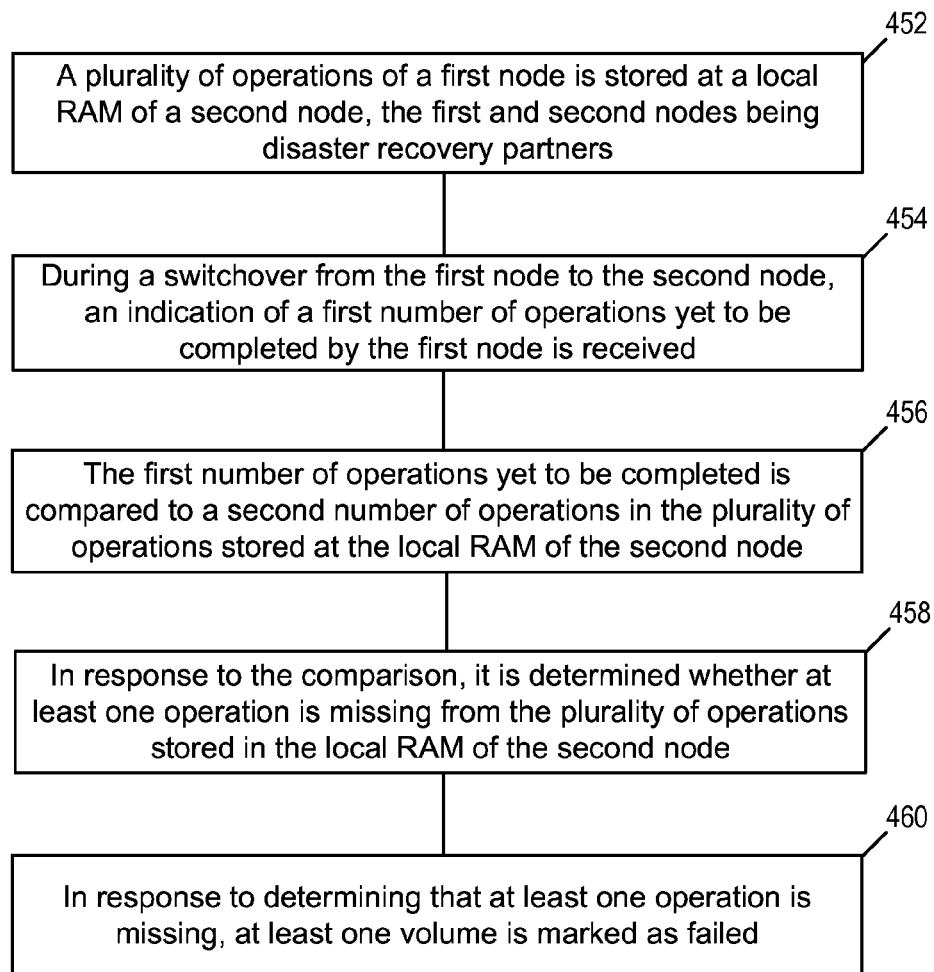 452
A plurality of operations of a first node is stored at a local
RAM of a second node, the first and second nodes being
disaster recovery partners
454
During a switchover from the first node to the second node,
an indication of a first number of operations yet to be
completed by the first node is received
456
The first number of operations yet to be completed is
compared to a second number of operations in the plurality of
operations stored at the local RAM of the second node
458
In response to the comparison, it is determined whether at
least one operation is missing from the plurality of operations
stored in the local RAM of the second node
460
In response to determining that at least one operation is
missing, at least one volume is marked as failed